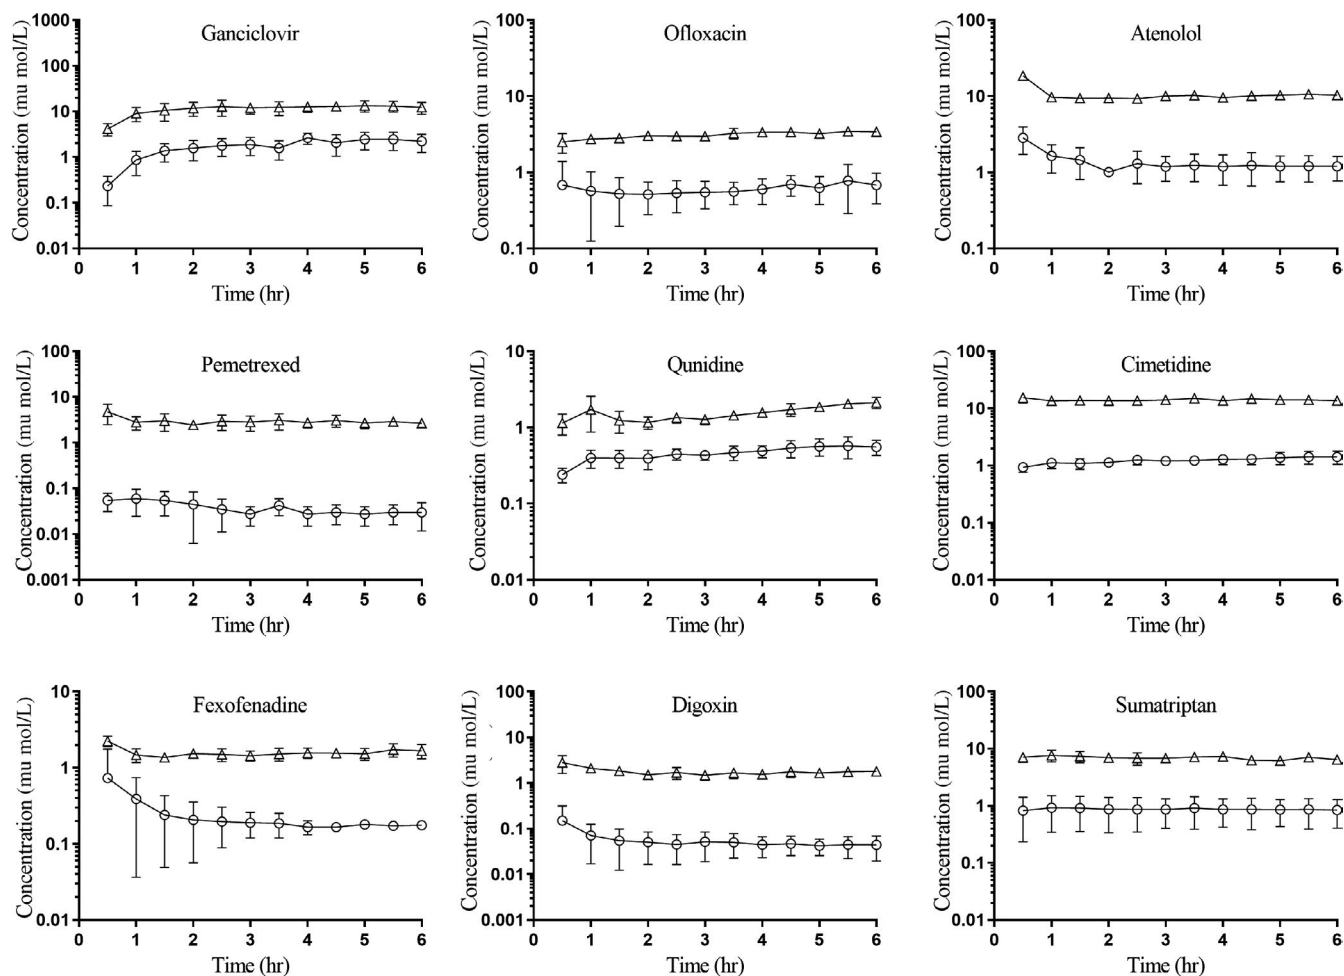 Ganciclovir
Concentration (mu mol/L)
1000
100
10
1
0.1
0.01
0 1 2 3 4 5 6
Time (hr)
Ofloxacin
Concentration (mu mol/L)
100
10
1
0.1
0 1 2 3 4 5 6
Time (hr)
Atenolol
Concentration (mu mol/L)
100
10
1
0.1
0 1 2 3 4 5 6
Time (hr)
Pemetrexed
Concentration (mu mol/L)
100
10
1
0.1
0.01
0.001
0 1 2 3 4 5 6
Time (hr)
Qunidine
Concentration (mu mol/L)
10
1
0.1
0.01
0 1 2 3 4 5 6
Time (hr)
Cimetidine
Concentration (mu mol/L)
100
10
1
0.1
0.01
0 1 2 3 4 5 6
Time (hr)
Fexofenadine
Concentration (mu mol/L)
10
1
0.1
0.01
0 1 2 3 4 5 6
Time (hr)
Digoxin
Concentration (mu mol/L)
100
10
1
0.1
0.01
0.001
0 1 2 3 4 5 6
Time (hr)
Sumatriptan
Concentration (mu mol/L)
100
10
1
0.1
0.01
0 1 2 3 4 5 6
Time (hr)